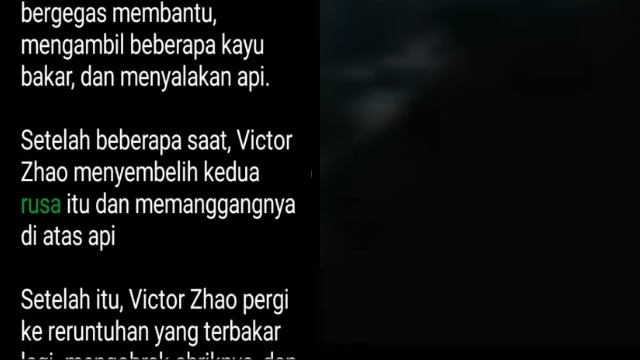 bergegas membantu,
mengambil beberapa kayu
bakar, dan menyalakan api.
Setelah beberapa saat, Victor
Zhao menyembelih kedua
rusa itu dan memanggangnya
di atas api
Setelah itu, Victor Zhao pergi
ke reruntuhan yang terbakar